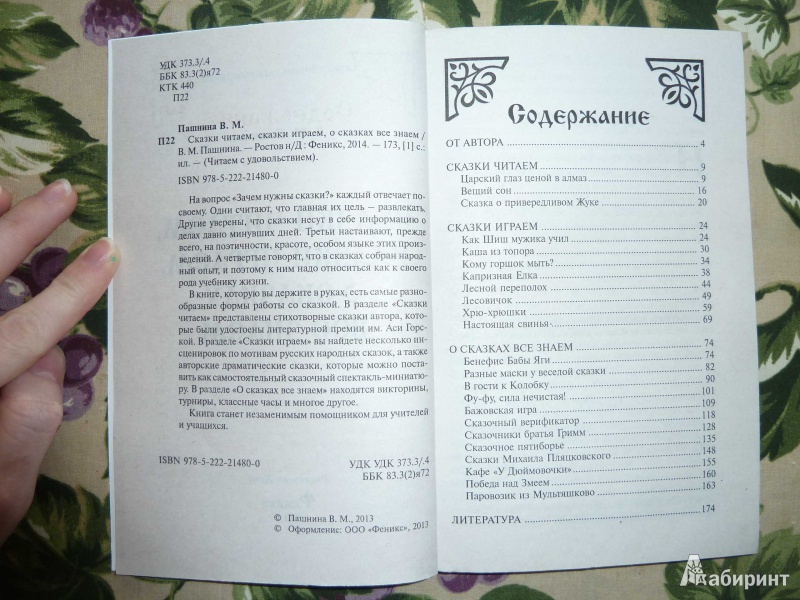 УДК 373.3/.4
ББК 83.3(2)я72
КТК 440
П22
Пашнина В. М.
П22 Сказки читаем, сказки играем, о сказках все знаем /
В. М. Пашнина. — Ростов н/Д : Феникс, 2014. — 173, [1] с.:
ил. — (Читаем с удовольствием).
ISBN 978-5-222-21480-0
На вопрос «Зачем нужны сказки?» каждый отвечает по-
своему. Одни считают, что главная их цель — развлекать.
Другие уверены, что сказки несут в себе информацию о
делах давно минувших дней. Третьи настаивают, прежде
всего, на поэтичности, красоте, особом языке этих произ-
ведений. А четвертые говорят, что в сказках собран народ-
ный опыт, и поэтому к ним надо относиться как к своего
рода учебнику жизни.
В книге, которую вы держите в руках, есть самые разно-
образные формы работы со сказкой. В разделе «Сказки
читаем» представлены стихотворные сказки автора, кото-
рые были удостоены литературной премии им. Аси Горс-
кой. В разделе «Сказки играем» вы найдете несколько ин-
сценировок по мотивам русских народных сказок, а также
авторские драматические сказки, которые можно поста-
вить как самостоятельный сказочный спектакль-миниатю-
ру. В разделе «О сказках все знаем» находятся викторины,
турниры, классные часы и многое другое.
Книга станет незаменимым помощником для учителей
и учащихся.
ISBN 978-5-222-21480-0
УДК УДК 373.3/.4
ББК 83.3(2)я72
© Пашнина В. М., 2013
© Оформление: ООО «Феникс», 2013
Содержание
ОТ АВТОРА 4
СКАЗКИ ЧИТАЕМ 9
Царский глаз ценой в алмаз 9
Вещий сон 16
Сказка о привередливом Жуке 20
СКАЗКИ ИГРАЕМ 24
Как Шиш мужика учил 24
Каша из топора 30
Кому горшок мыть? 34
Капризная Елка 38
Лесной переполох 44
Лесовичок 49
Хрю-хрюшки 59
Настоящая свинья 69
О СКАЗКАХ ВСЕ ЗНАЕМ 74
Бенефис Бабы Яги 74
Разные маски у веселой сказки 82
В гости к Колобку 90
Фу-фу, сила нечистая! 101
Бажовская игра 109
Сказочный верификатор 118
Сказочники братья Гримм 128
Сказочное пятиборье 135
Сказки Михаила Пляцковского 148
Кафе «У Дюймовочки» 155
Победа над Змеем 160
Паровозик из Мультяшково 163
ЛИТЕРАТУРА 174
Лабиринт